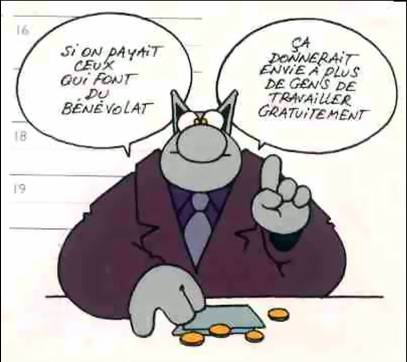 16
SI ON PAYAIT
CEUX
QUI FONT
DU
BÉNÉVOLAT
ÇA
DONNERAIT
ENVIE À PLUS
DE GENS DE
TRAVAILLER
GRATUITEMENT
18
19